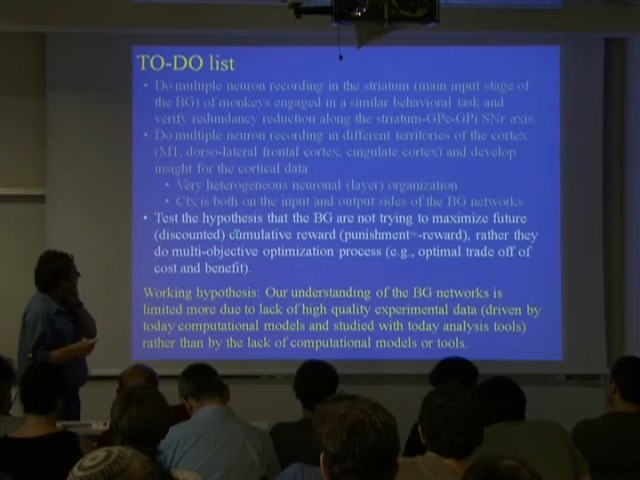 TO-DO list
• Do multiple neuron recording in the striatum (main input stage of
the BG) of monkeys engaged in a similar behavioral task and
verify redundancy reduction along the striatum-GPe-GPi SNr axis.
• Do multiple neuron recording in different territories of the cortex
(M1, dorso-lateral frontal cortex, cingulate cortex) and develop
insight for the cortical data
• Very heterogeneous neuronal (layer) organization
• Ctx is both on the input and output sides of the BG networks
• Test the hypothesis that the BG are not trying to maximize future
(discounted) cumulative reward (punishment -reward), rather they
do multi-objective optimization process (e.g., optimal trade off of
cost and benefit).
Working hypothesis: Our understanding of the BG networks is
limited more due to lack of high quality experimental data (driven by
today computational models and studied with today analysis tools)
rather than by the lack of computational models or tools.